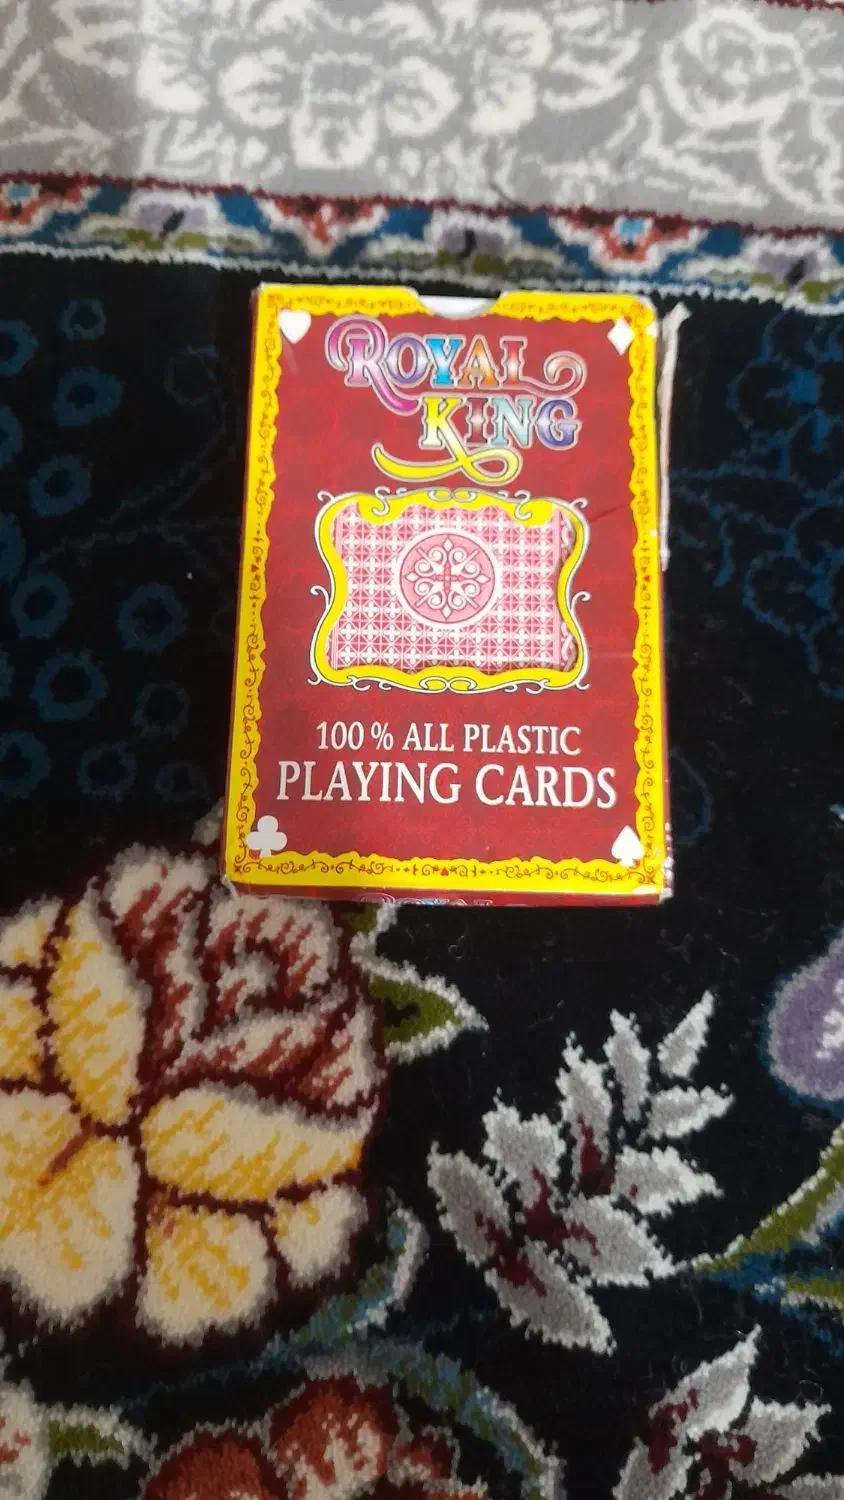 ROYAL
KING
100 % ALL PLASTIC
PLAYING CARDS